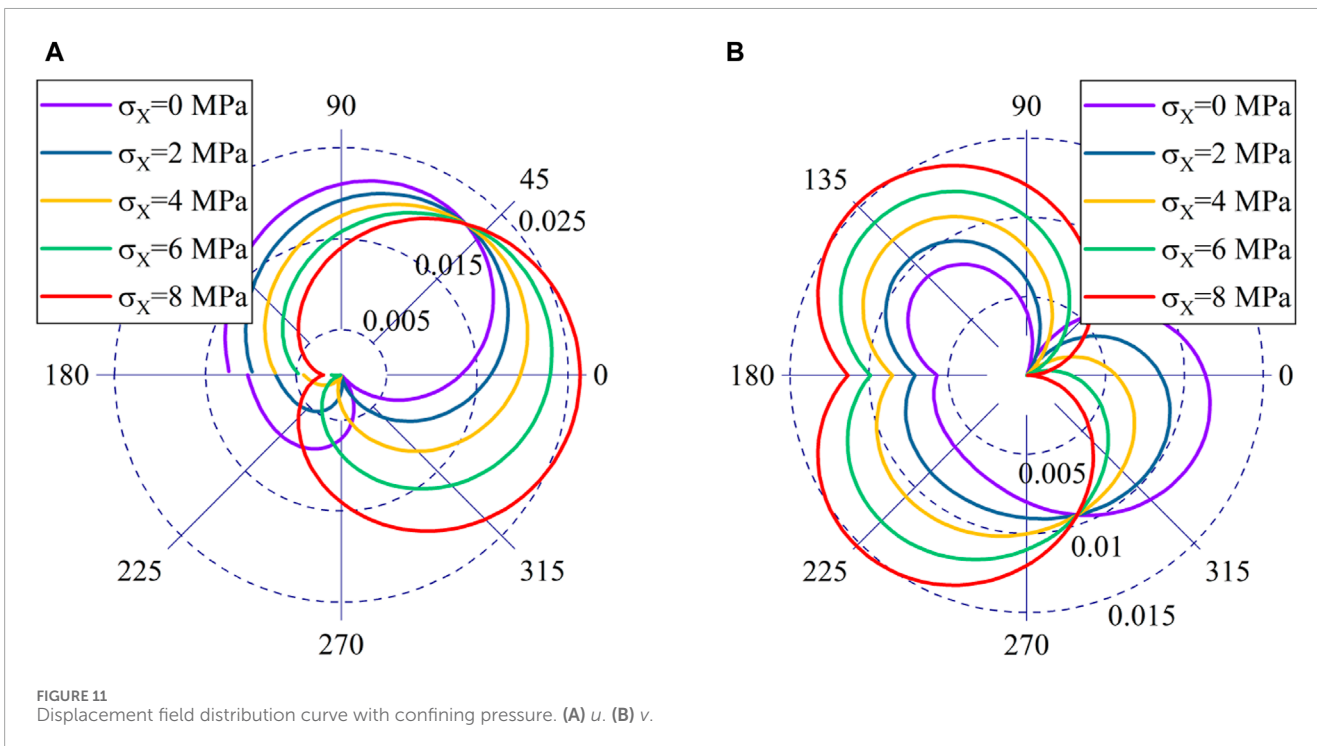 A
σX=0 MPa
σX=2 MPa
σX=4 MPa
σX=6 MPa
σX=8 MPa
90
45
0.025
0.015
0.005
180
0
225
315
270
B
σX=0 MPa
σX=2 MPa
σX=4 MPa
σX=6 MPa
σX=8 MPa
90
135
180
0
0.005
0.01
225
315
0.015
270
FIGURE 11
Displacement field distribution curve with confining pressure. (A) u. (B) v.